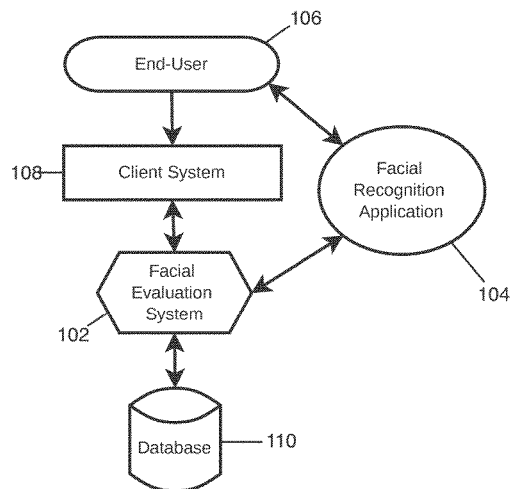 106
End-User
108
Client System
Facial
Recognition
Application
Facial
Evaluation
System
102
104
Database
110